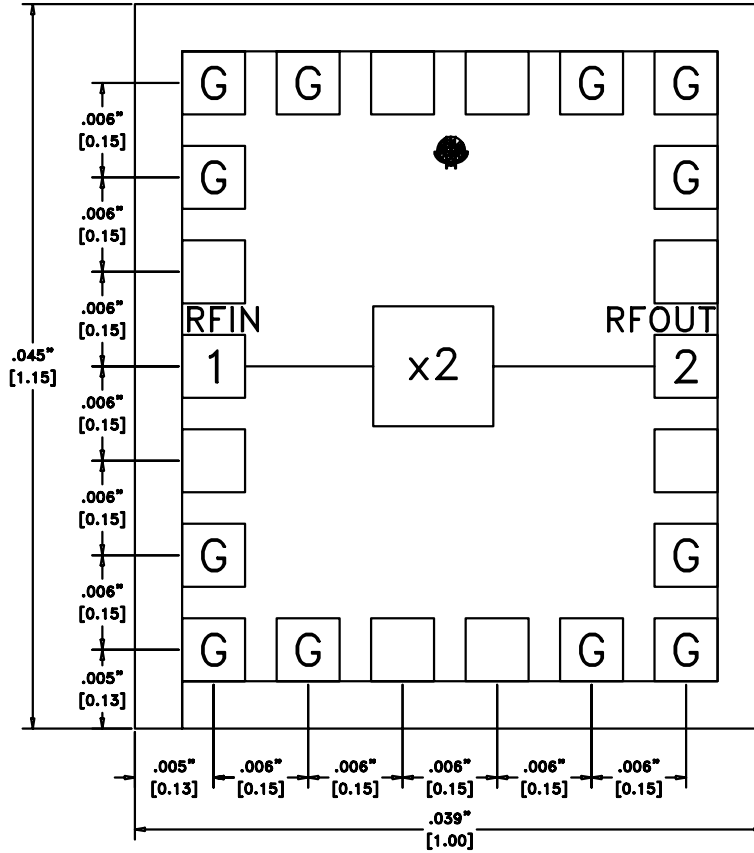 G G G G
.006"
[0.15]
G G
.006"
[0.15]
.006"
[0.15]
RFIN RFOUT
.045"
[1.15]
1 x2 2
.006"
[0.15]
.006"
[0.15]
G G
.006"
[0.15]
G G G G
.005"
[0.13]
.005" .006" .006" .006" .006" .006"
[0.13] [0.15] [0.15] [0.15] [0.15] [0.15]
.039"
[1.00]